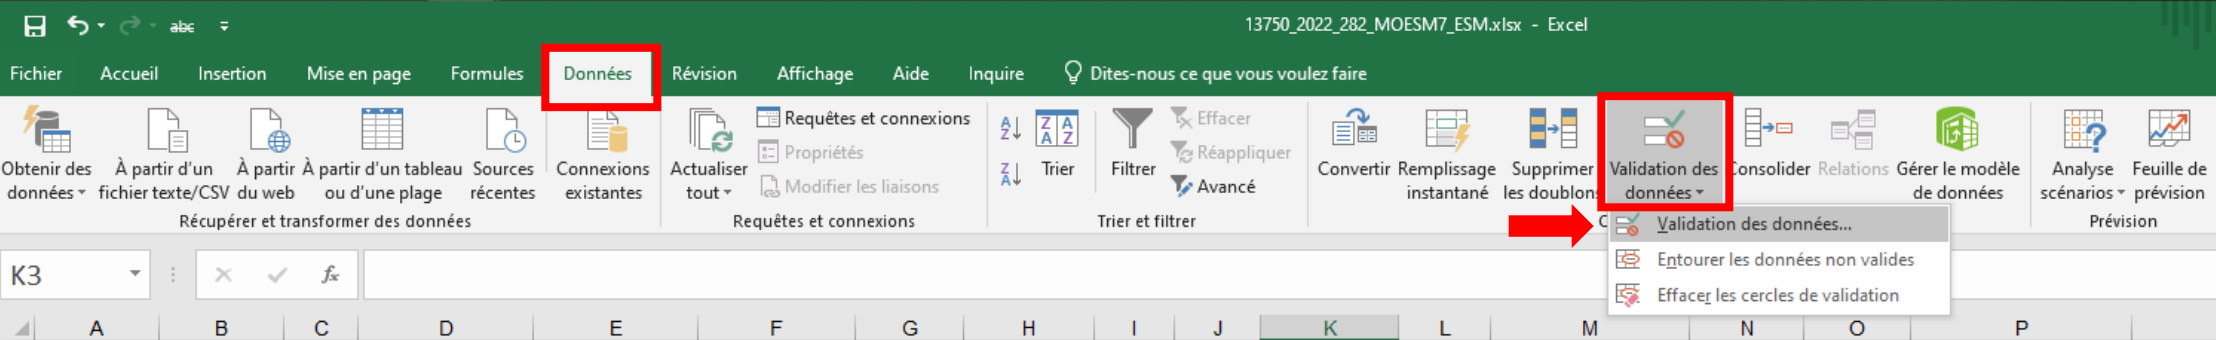 abc
13750_2022_282_MOESM7_ESM.xlsx - Excel
Fichier Accueil Insertion Mise en page Formules Données Révision Affichage Aide Inquire Dites-nous ce que vous voulez faire
Obtenir des données
À partir d'un fichier texte/CSV
À partir du web
À partir d'un tableau ou d'une plage
Sources récentes
Connexions existantes
Récupérer et transformer des données
Actualiser tout
Requêtes et connexions
Propriétés
Modifier les liaisons
Requêtes et connexions
Trier
Filtrer
Effacer
Réappliquer
Avancé
Trier et filtrer
Convertir
Remplissage instantané
Supprimer les doublons
Validation des données
Consolider
Relations
Gérer le modèle de données
Analyse scénarios
Feuille de prévision
Prévision
Validation des données...
Entourer les données non valides
Effacer les cercles de validation
K3
fx
A B C D E F G H I J K L M N O P